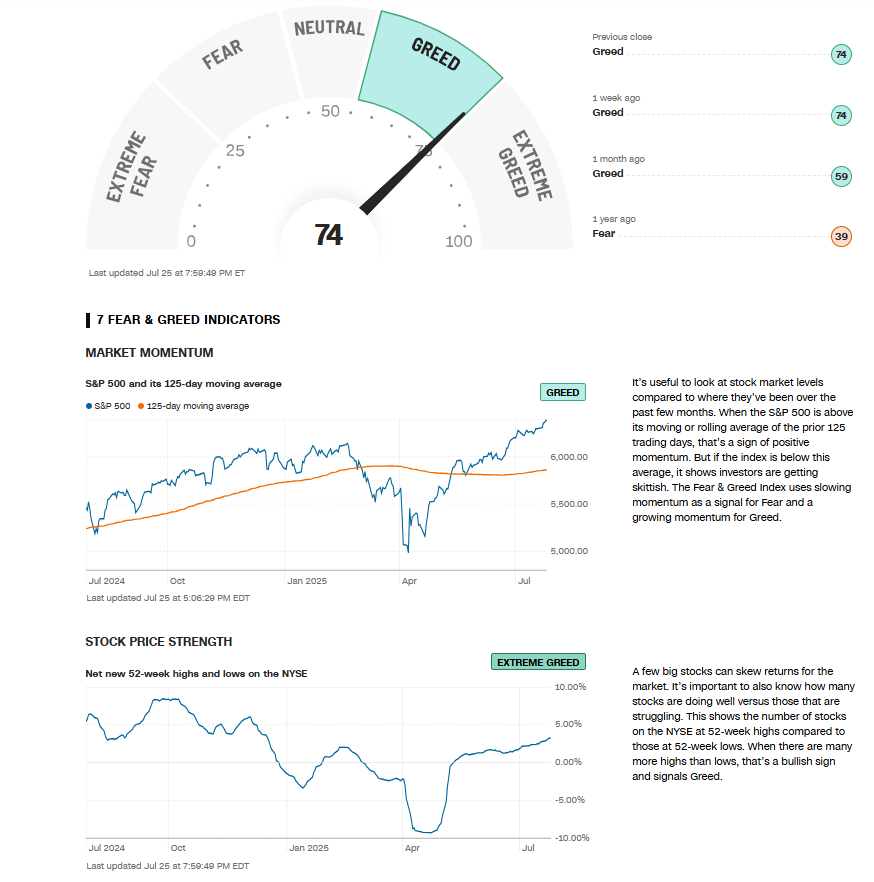 EXTREME
FEAR
FEAR
NEUTRAL
GREED
EXTREME
GREED
0
25
50
75
100
74
Last updated Jul 25 at 7:59:49 PM ET
Previous close
Greed
74
1 week ago
Greed
74
1 month ago
Greed
59
1 year ago
Fear
39
7 FEAR & GREED INDICATORS
MARKET MOMENTUM
S&P 500 and its 125-day moving average
GREED
S&P 500
125-day moving average
6,000.00
5,500.00
5,000.00
Jul 2024
Oct
Jan 2025
Apr
Jul
Last updated Jul 25 at 5:06:29 PM EDT
It's useful to look at stock market levels
compared to where they've been over the
past few months. When the S&P 500 is above
its moving or rolling average of the prior 125
trading days, that's a sign of positive
momentum. But if the index is below this
average, it shows investors are getting
skittish. The Fear & Greed Index uses slowing
momentum as a signal for Fear and a
growing momentum for Greed.
STOCK PRICE STRENGTH
EXTREME GREED
Net new 52-week highs and lows on the NYSE
10.00%
5.00%
0.00%
-5.00%
-10.00%
Jul 2024
Oct
Jan 2025
Apr
Jul
Last updated Jul 25 at 7:59:49 PM EDT
A few big stocks can skew returns for the
market. It's important to also know how many
stocks are doing well versus those that are
struggling. This shows the number of stocks
on the NYSE at 52-week highs compared to
those at 52-week lows. When there are many
more highs than lows, that's a bullish sign
and signals Greed.